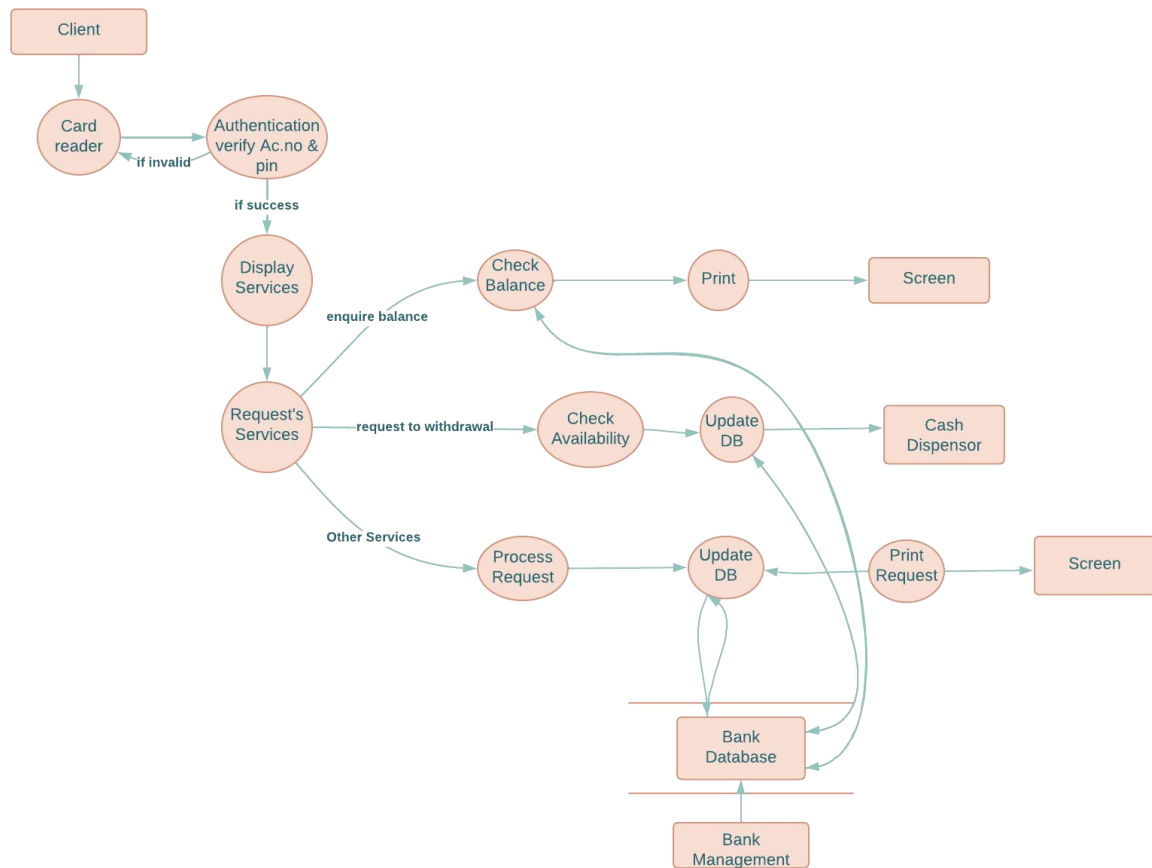 Client
Card
reader
Authentication
verify Ac.no &
pin
if invalid
if success
Display
Services
Check
Balance
Print
Screen
enquire balance
Request's
Services
request to withdrawal
Check
Availability
Update
DB
Cash
Dispensor
Other Services
Process
Request
Update
DB
Print
Request
Screen
Bank
Database
Bank
Management